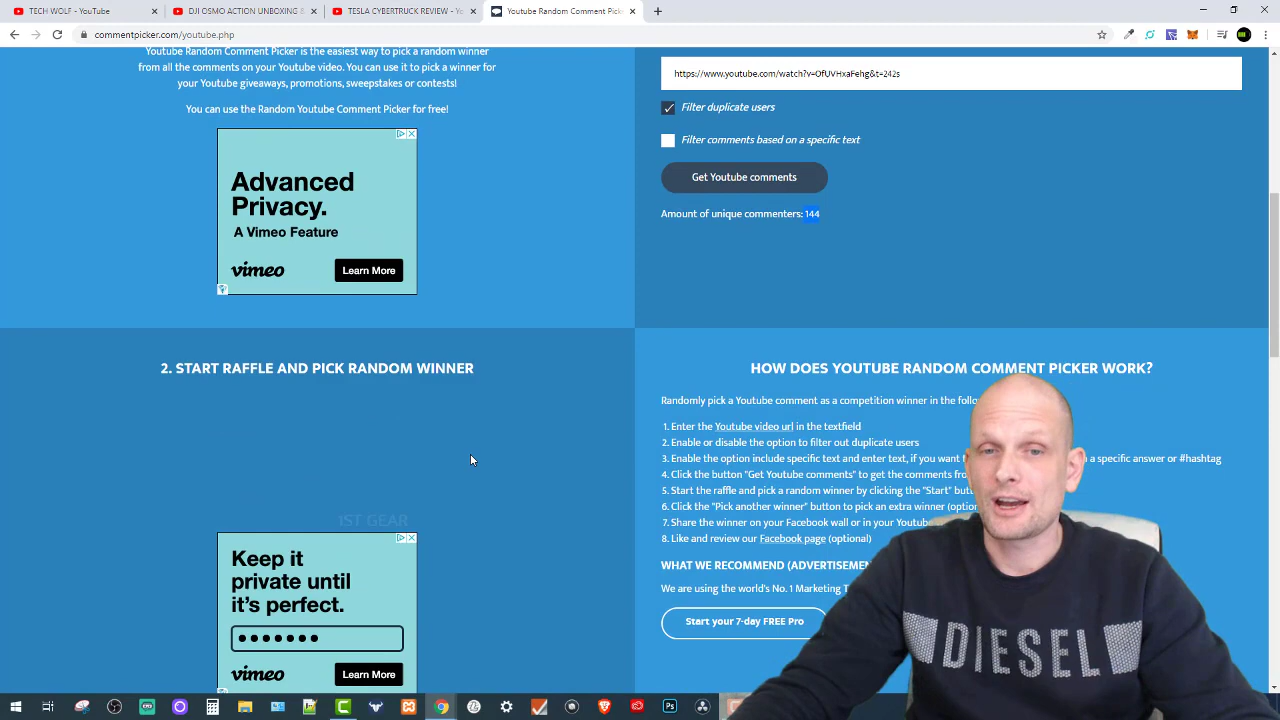 TECH WOLF - YouTube
DJI OSMO ACTION UNBOXING &
TESLA CYBERTRUCK REVIEW - Yo
Youtube Random Comment Picker
commentpicker.com/youtube.php
Youtube Random Comment Picker is the easiest way to pick a random winner
from all the comments on your Youtube video. You can use it to pick a winner for
your Youtube giveaways, promotions, sweepstakes or contests!
You can use the Random Youtube Comment Picker for free!
Advanced
Privacy.
A Vimeo Feature
vimeo
Learn More
https://www.youtube.com/watch?v=OfUVHxaFehg&t=242s
Filter duplicate users
Filter comments based on a specific text
Get Youtube comments
Amount of unique commenters: 144
2. START RAFFLE AND PICK RANDOM WINNER
1ST GEAR
Keep it
private until
it's perfect.
vimeo
Learn More
HOW DOES YOUTUBE RANDOM COMMENT PICKER WORK?
Randomly pick a Youtube comment as a competition winner in the
1. Enter the Youtube video url in the textfield
2. Enable or disable the option to filter out duplicate users
3. Enable the option include specific text and enter text, if you want a specific answer or #hashtag
4. Click the button "Get Youtube comments" to get the comments
5. Start the raffle and pick a random winner by clicking the "Start"
6. Click the "Pick another winner" button to pick an extra winner
7. Share the winner on your Facebook wall or in your Youtube
8. Like and review our Facebook page (optional)
WHAT WE RECOMMEND
We are using the world's No. 1 Marketing
Start your 7-day FREE Pro
DIESEL